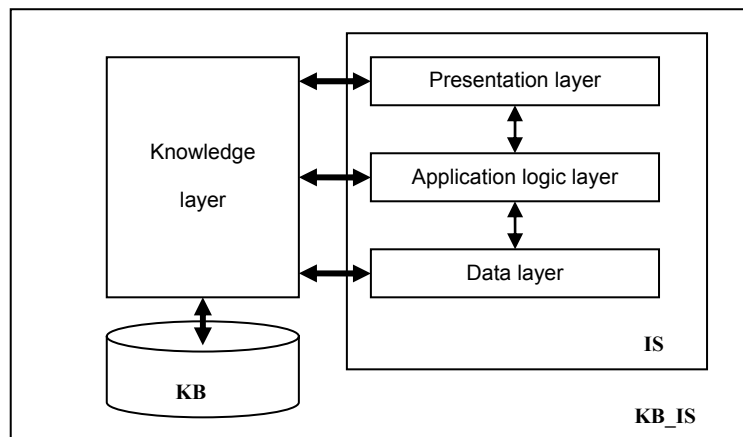 Presentation layer
Knowledge
layer
Application logic layer
Data layer
IS
KB
KB_IS